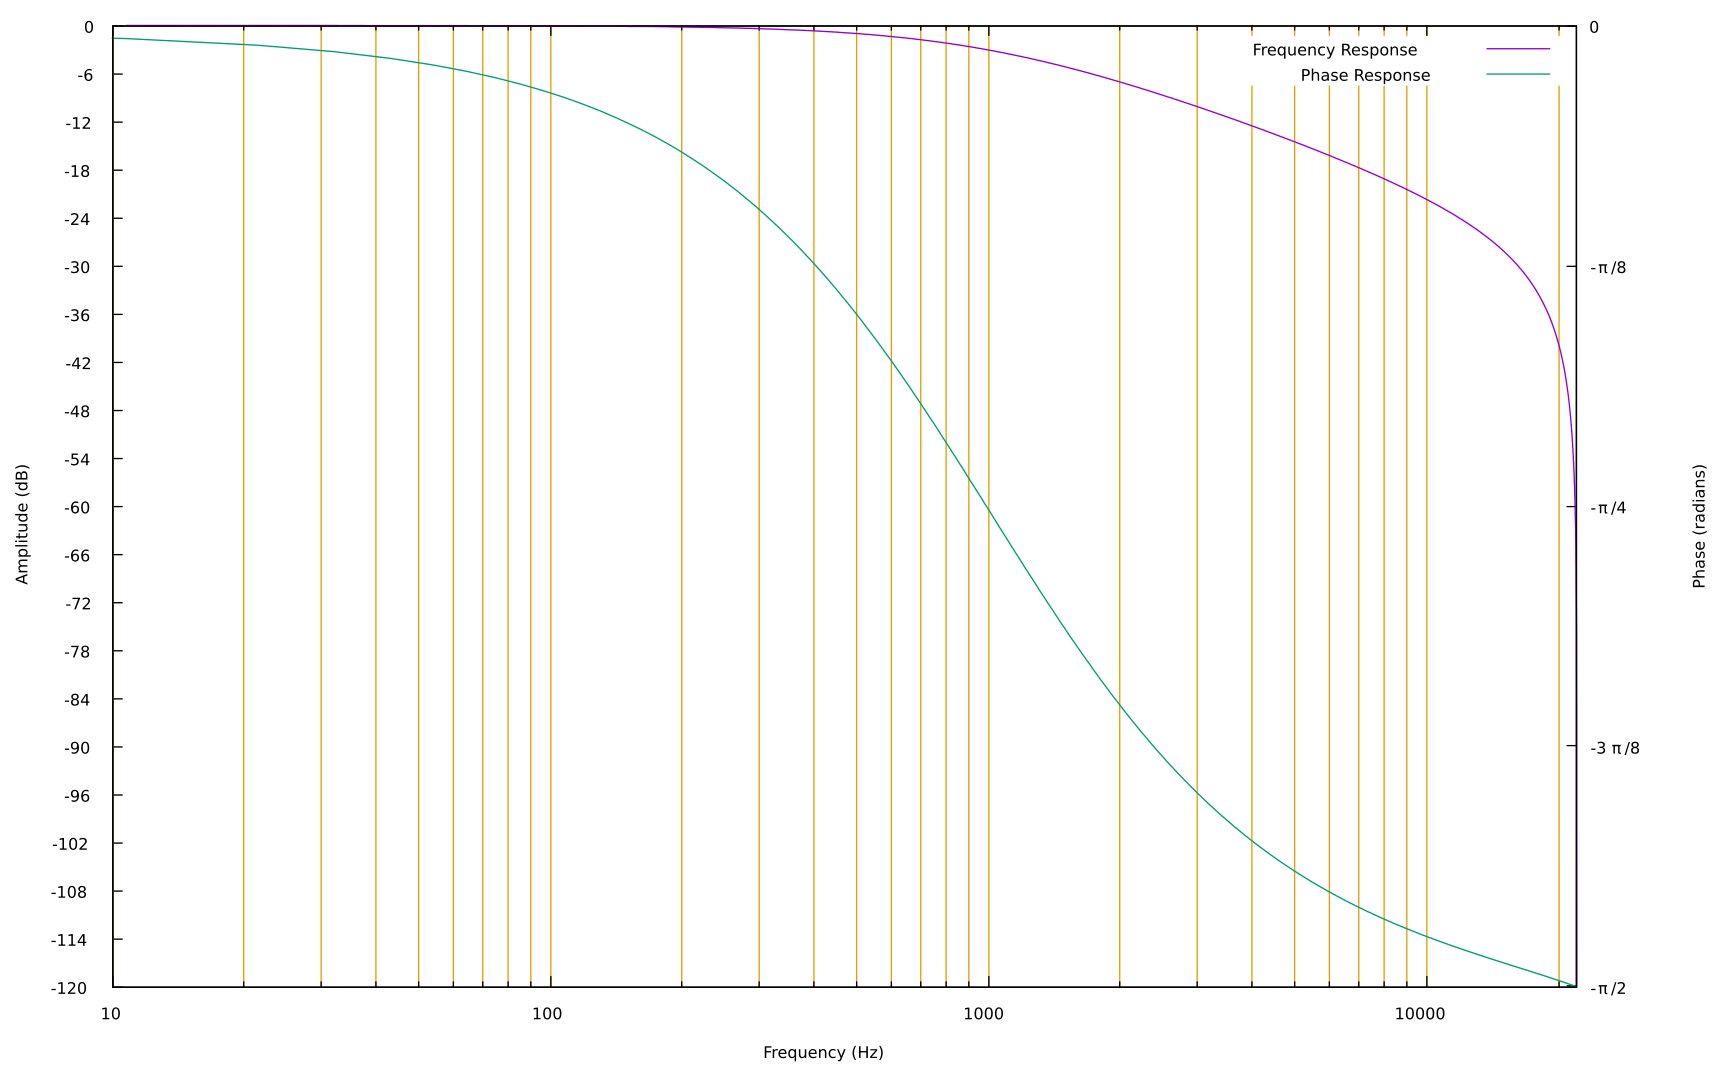 0
-6
-12
-18
-24
-30
-36
-42
-48
-54
-60
-66
-72
-78
-84
-90
-96
-102
-108
-114
-120
Amplitude (dB)
10
100
1000
10000
Frequency (Hz)
0
-π/8
-π/4
-3 π/8
-π/2
Phase (radians)
Frequency Response
Phase Response